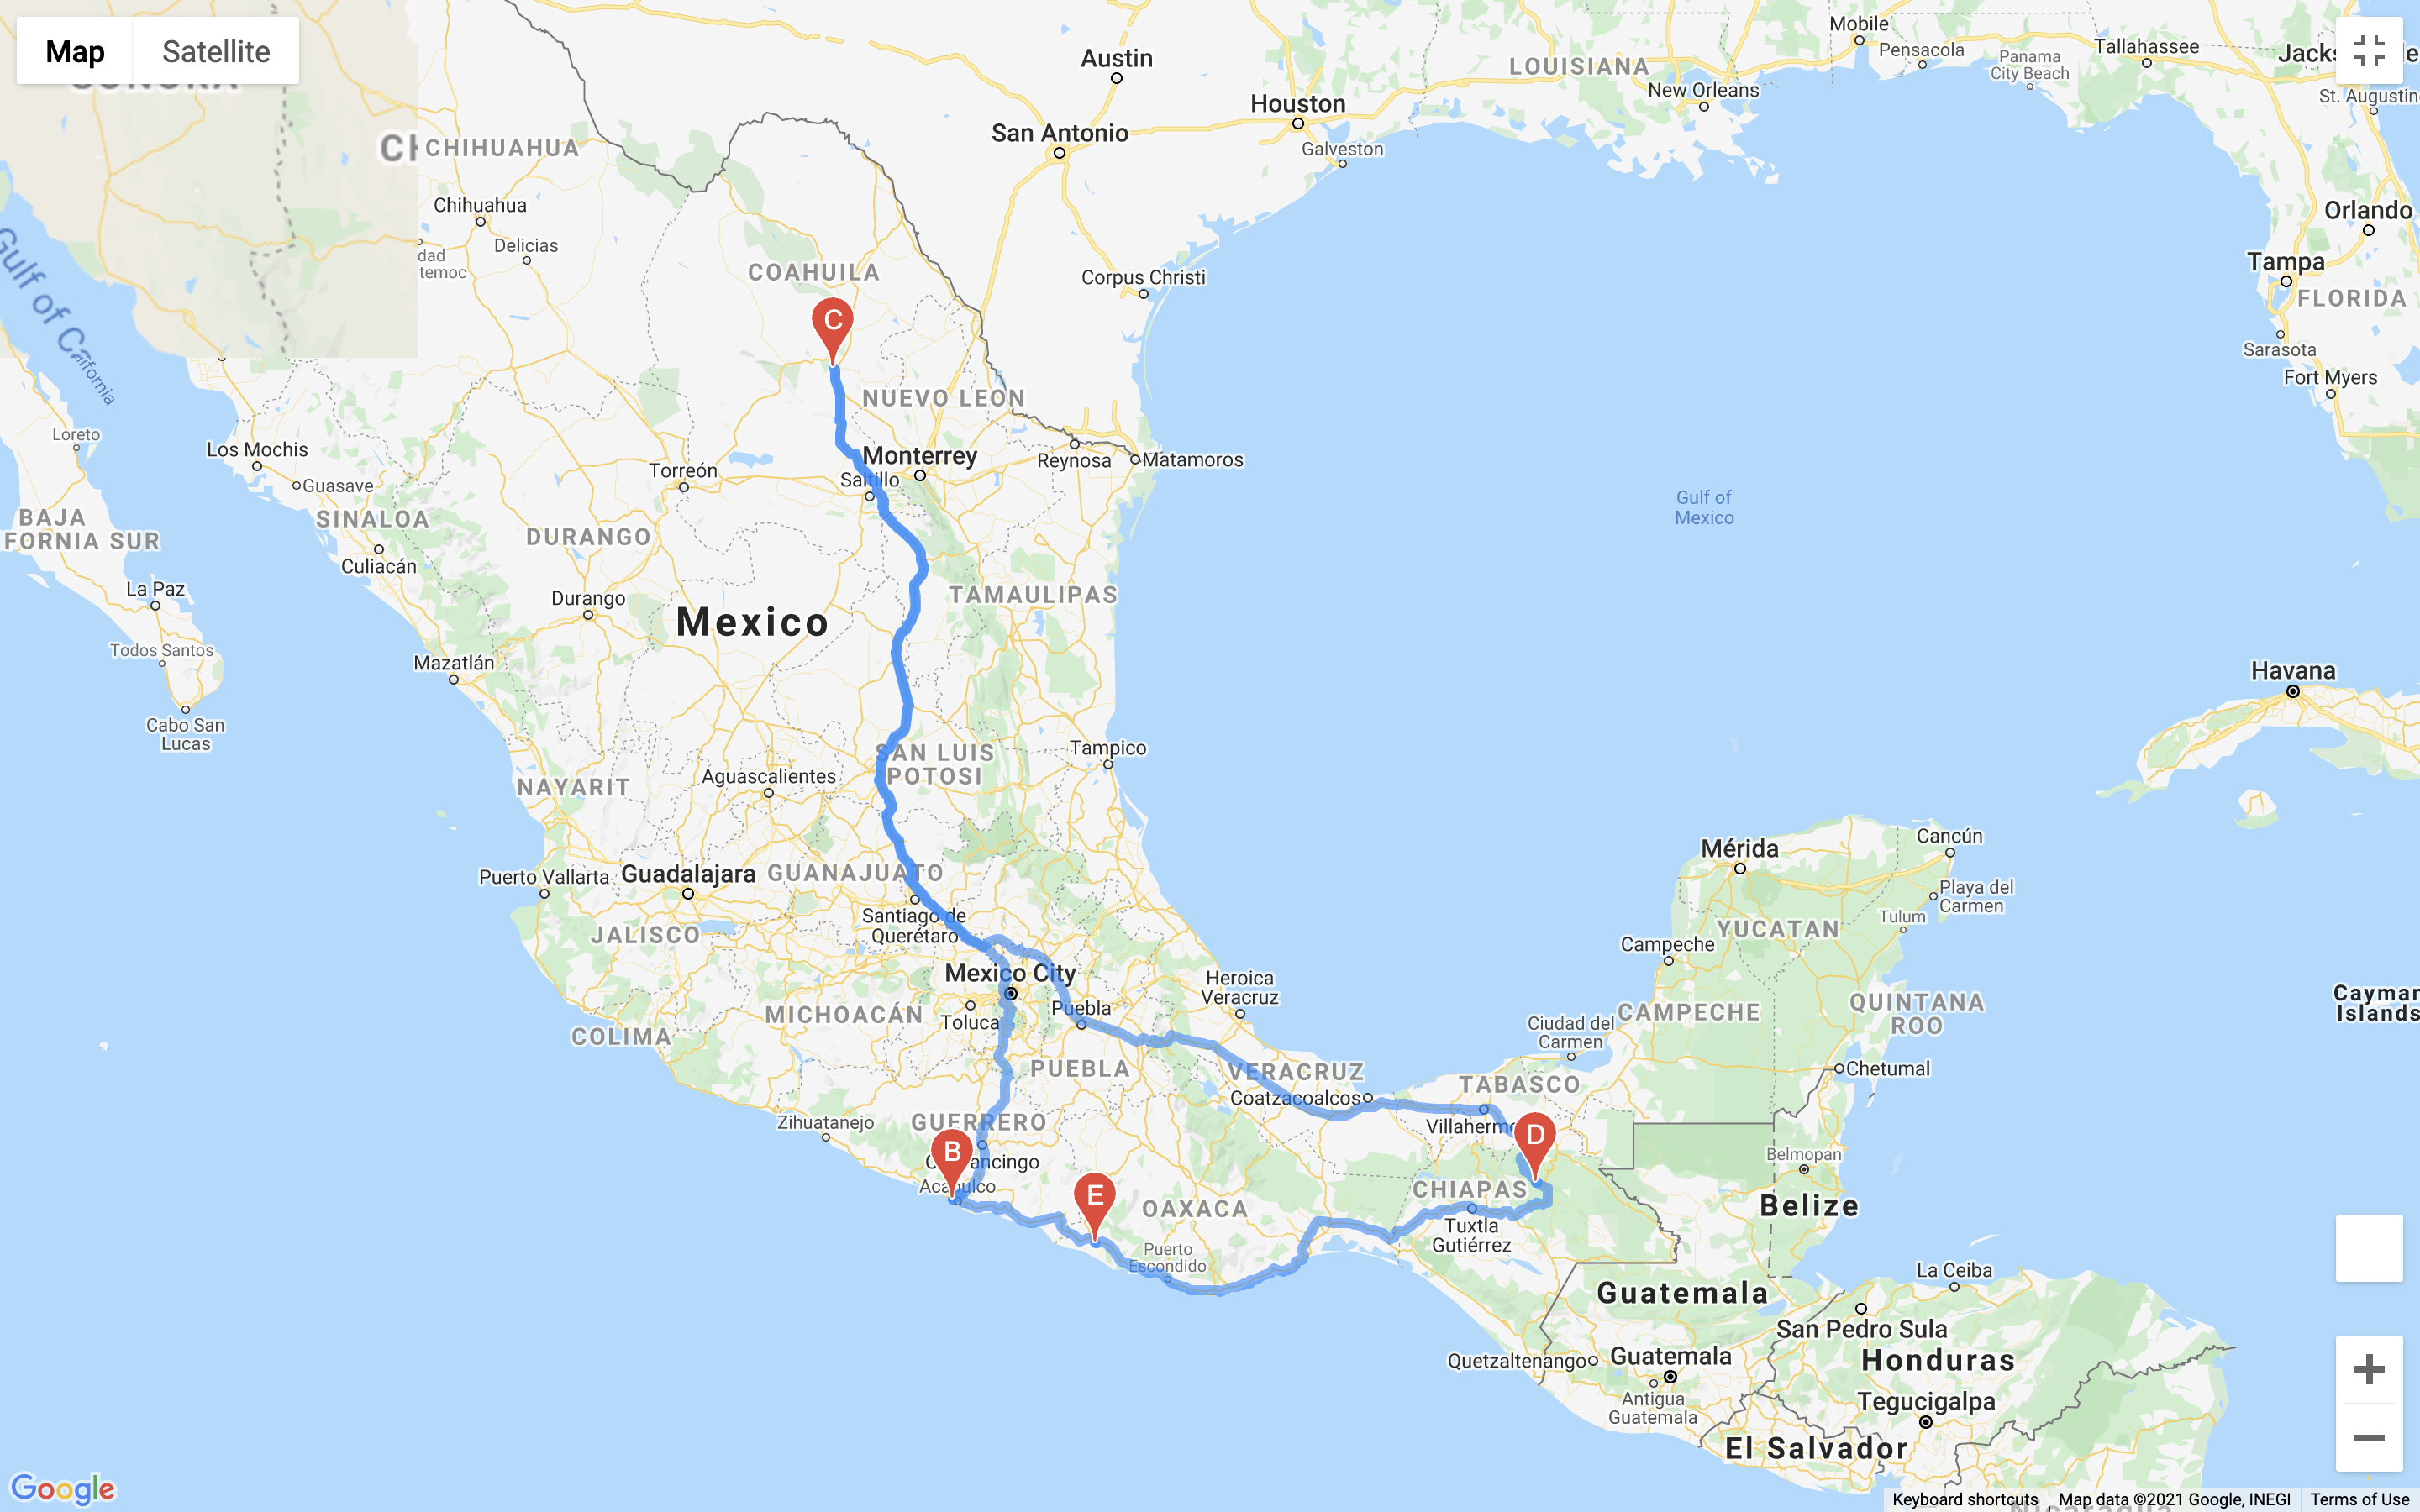 Map
Satellite
CHIHUAHUA
Chihuahua
Delicias
dad
temoc
Gulf of California
COAHUILA
C
Austin
San Antonio
Houston
Galveston
Corpus Christi
LOUISIANA
New Orleans
Mobile
Pensacola
Panama
City Beach
Tallahassee
St. Augustin
Orlando
Tampa
FLORIDA
Sarasota
Fort Myers
NUEVO LEON
Monterrey
Saltillo
Reynosa
Matamoros
Loreto
Los Mochis
Guasave
Torreón
SINALOA
DURANGO
BAJA
FORNIA SUR
Culiacán
La Paz
Durango
Mexico
TAMAULIPAS
Gulf of
Mexico
Todos Santos
Mazatlán
Cabo San
Lucas
Havana
SAN LUIS
POTOSI
Tampico
Aguascalientes
NAYARIT
Puerto Vallarta
Guadalajara
GUANAJUATO
Santiago de
Querétaro
JALISCO
Mexico City
Toluca
Puebla
MICHOACÁN
COLIMA
PUEBLA
Heroica
Veracruz
VERACRUZ
Coatzacoalcos
TABASCO
Ciudad del
Carmen
Mérida
Cancún
Playa del
Carmen
Tulum
YUCATAN
Campeche
CAMPECHE
QUINTANA
ROO
Chetumal
Cayman
Islands
Zihuatanejo
GUERRERO
B
Acapulco
E
OAXACA
Puerto
Escondido
D
CHIAPAS
Tuxtla
Gutiérrez
Belmopan
Belize
Guatemala
La Ceiba
San Pedro Sula
Quetzaltenango
Guatemala
Honduras
Antigua
Guatemala
Tegucigalpa
El Salvador
Google
Keyboard shortcuts
Map data ©2021 Google, INEGI
Terms of Use